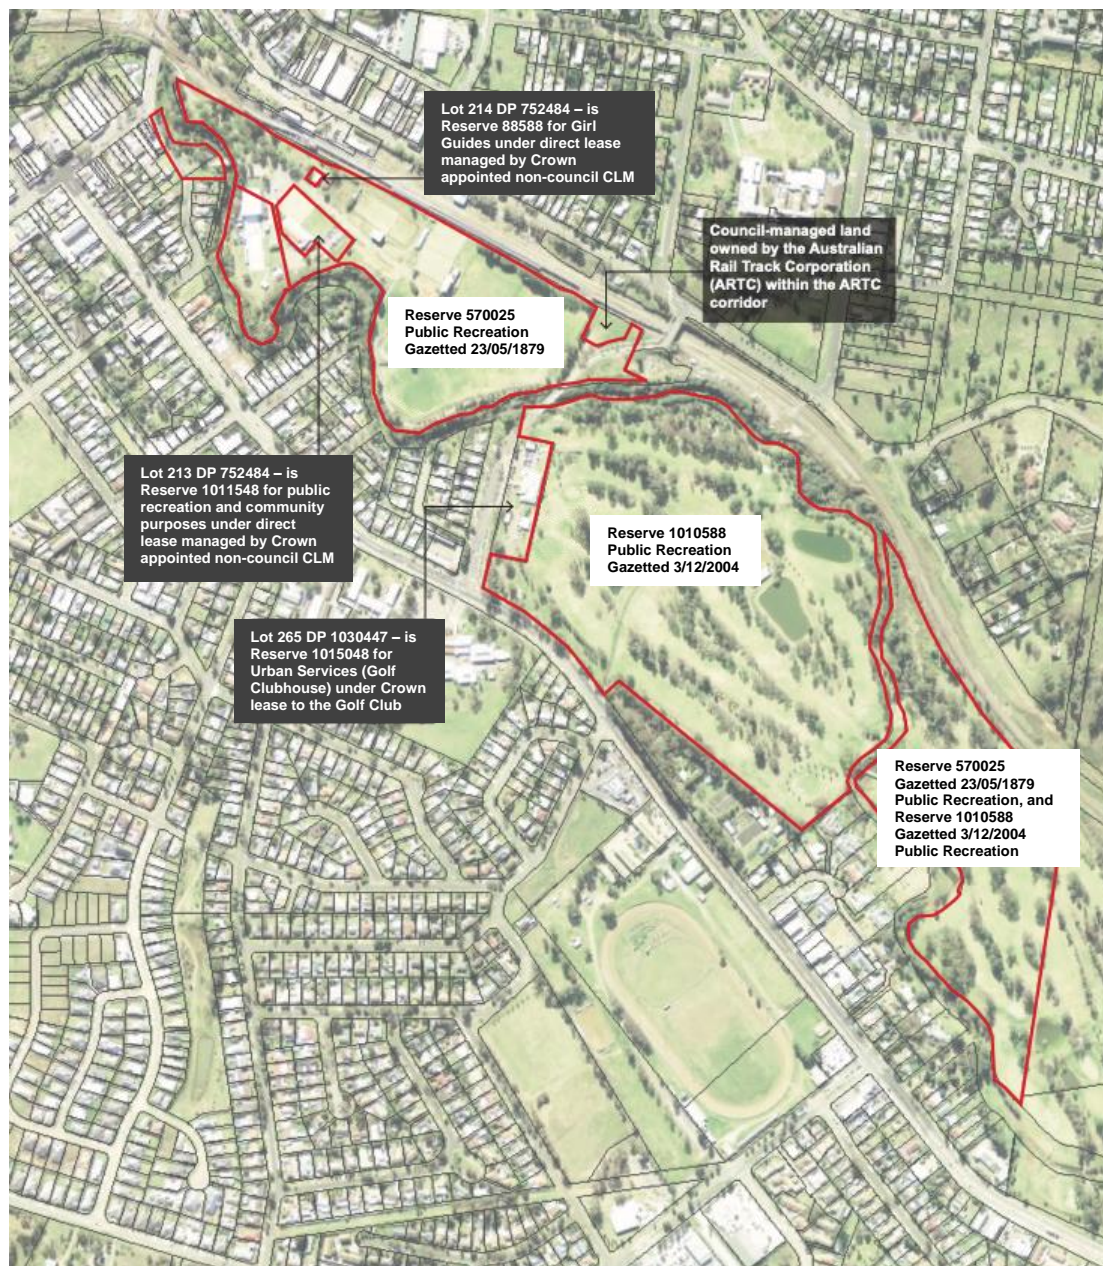 Lot 214 DP 752484 – is
Reserve 88588 for Girl
Guides under direct lease
managed by Crown
appointed non-council CLM
Council-managed land
owned by the Australian
Rail Track Corporation
(ARTC) within the ARTC
corridor
Reserve 570025
Public Recreation
Gazetted 23/05/1879
Lot 213 DP 752484 – is
Reserve 1011548 for public
recreation and community
purposes under direct
lease managed by Crown
appointed non-council CLM
Reserve 1010588
Public Recreation
Gazetted 3/12/2004
Lot 265 DP 1030447 – is
Reserve 1015048 for
Urban Services (Golf
Clubhouse) under Crown
lease to the Golf Club
Reserve 570025
Gazetted 23/05/1879
Public Recreation, and
Reserve 1010588
Gazetted 3/12/2004
Public Recreation